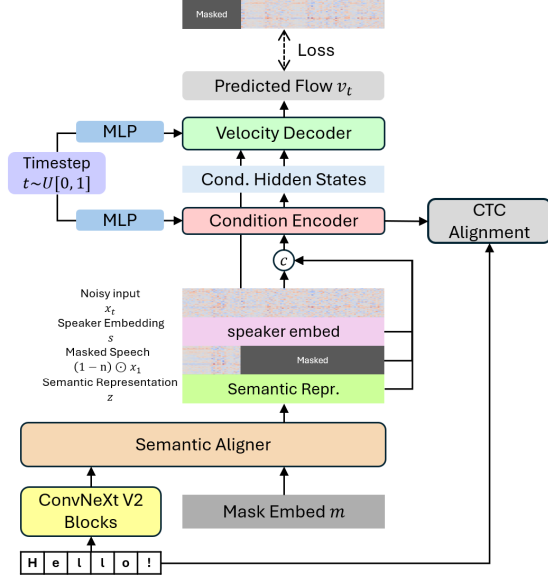 Masked
Loss
Predicted Flow v_t
MLP
Velocity Decoder
Timestep
t~U[0, 1]
Cond. Hidden States
MLP
Condition Encoder
CTC
Alignment
c
Noisy input
x_t
Speaker Embedding
s
Masked Speech
(1 − n) ⊙ x_1
Semantic Representation
z
speaker embed
Masked
Semantic Repr.
Semantic Aligner
ConvNeXt V2
Blocks
Mask Embed m
H e l l o !